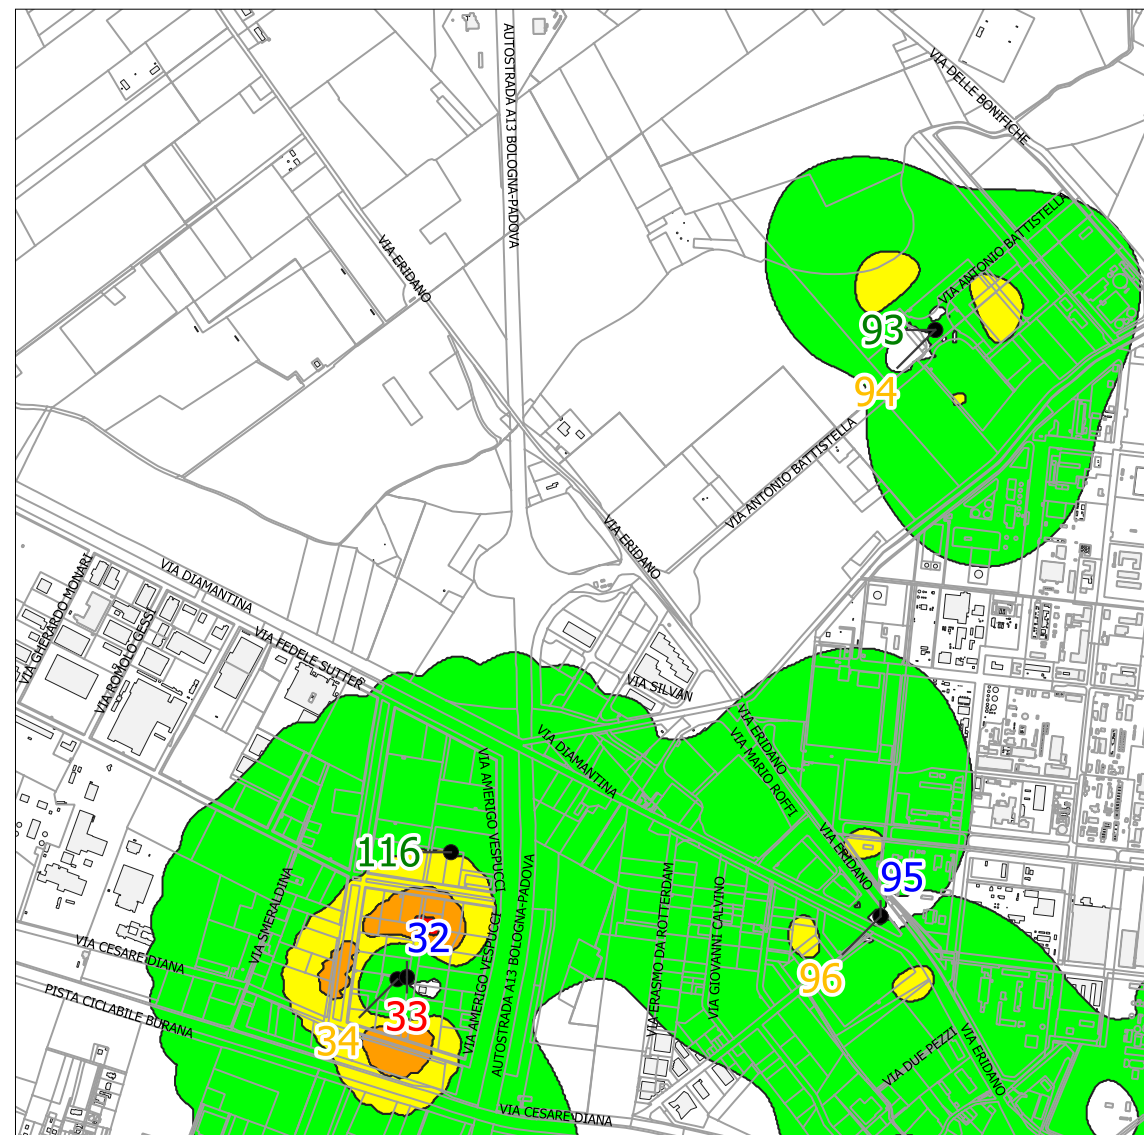 AUTOSTRADA A13 BOLOGNA-PADOVA
VIA DELLE BONIFICHE
VIA ERIDANO
VIA ANTONIO BATTISTELLA
93
94
VIA ANTONIO BATTISTELLA
VIA ERIDANO
VIA GHERARDO MONARI
VIA DIAMANTINA
VIA ROMOLO GESSI
VIA FEDELE SUTTER
VIA SILVAN
VIA ERIDANO
VIA MARIO ROFFI
VIA DIAMANTINA
VIA AMERIGO VESPUCCI
116
VIA ERIDANO
95
VIA SMERALDINA
AUTOSTRADA A13 BOLOGNA-PADOVA
VIA ERASMO DA ROTTERDAM
VIA GIOVANNI CALVINO
32
VIA AMERIGO VESPUCCI
VIA CESARE DIANA
96
PISTA CICLABILE BURANA
33
34
VIA DUE PEZZI
VIA ERIDANO
VIA CESARE DIANA